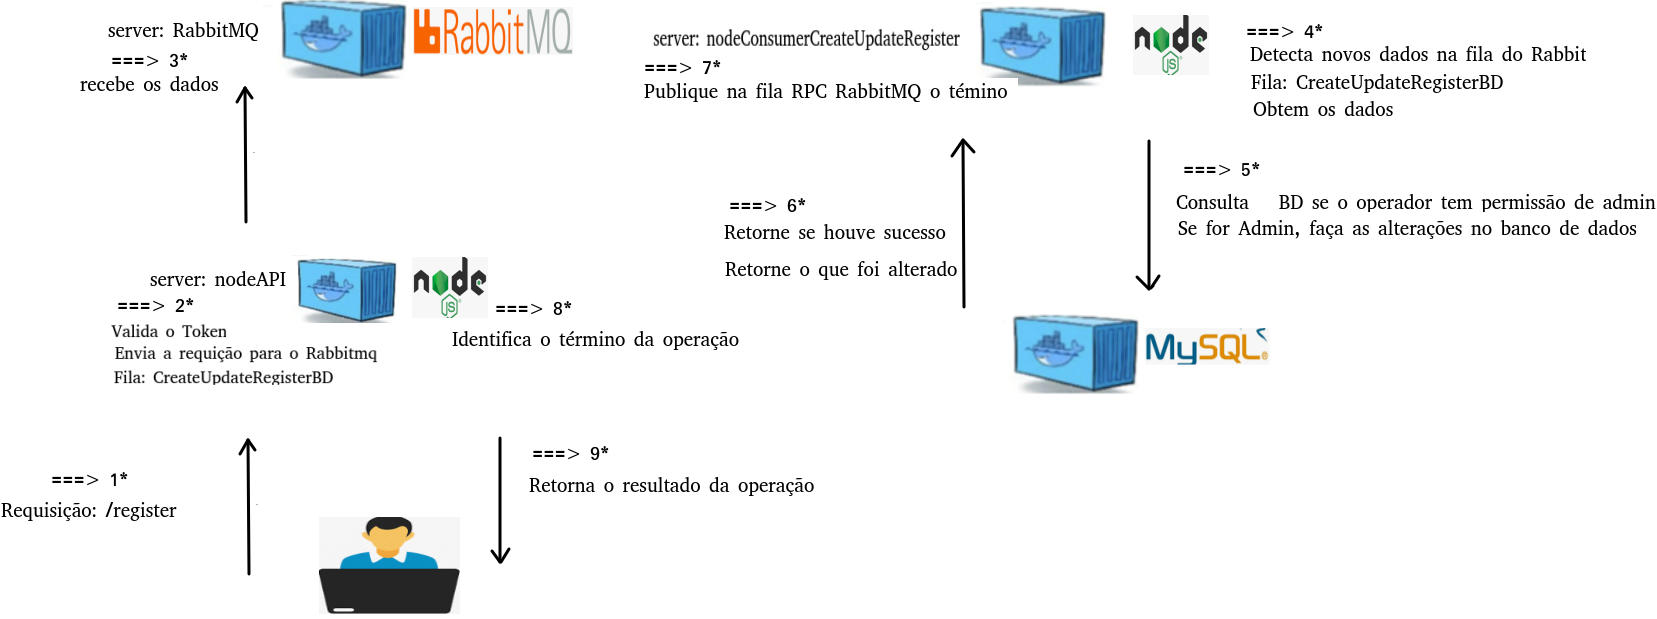 server: RabbitMQ
===> 3*
recebe os dados
RabbitMQ
server: nodeConsumerCreateUpdateRegister
===> 7*
Publique na fila RPC RabbitMQ o témino
node
JS
===> 4*
Detecta novos dados na fila do Rabbit
Fila: CreateUpdateRegisterBD
Obtem os dados
===> 5*
Consulta BD se o operador tem permissão de admin
Se for Admin, faça as alterações no banco de dados
===> 6*
Retorne se houve sucesso
Retorne o que foi alterado
MySQL
server: nodeAPI
===> 2*
Valida o Token
Envia a requição para o Rabbitmq
Fila: CreateUpdateRegisterBD
node
JS
===> 8*
Identifica o término da operação
===> 1*
Requisição: /register
===> 9*
Retorna o resultado da operação